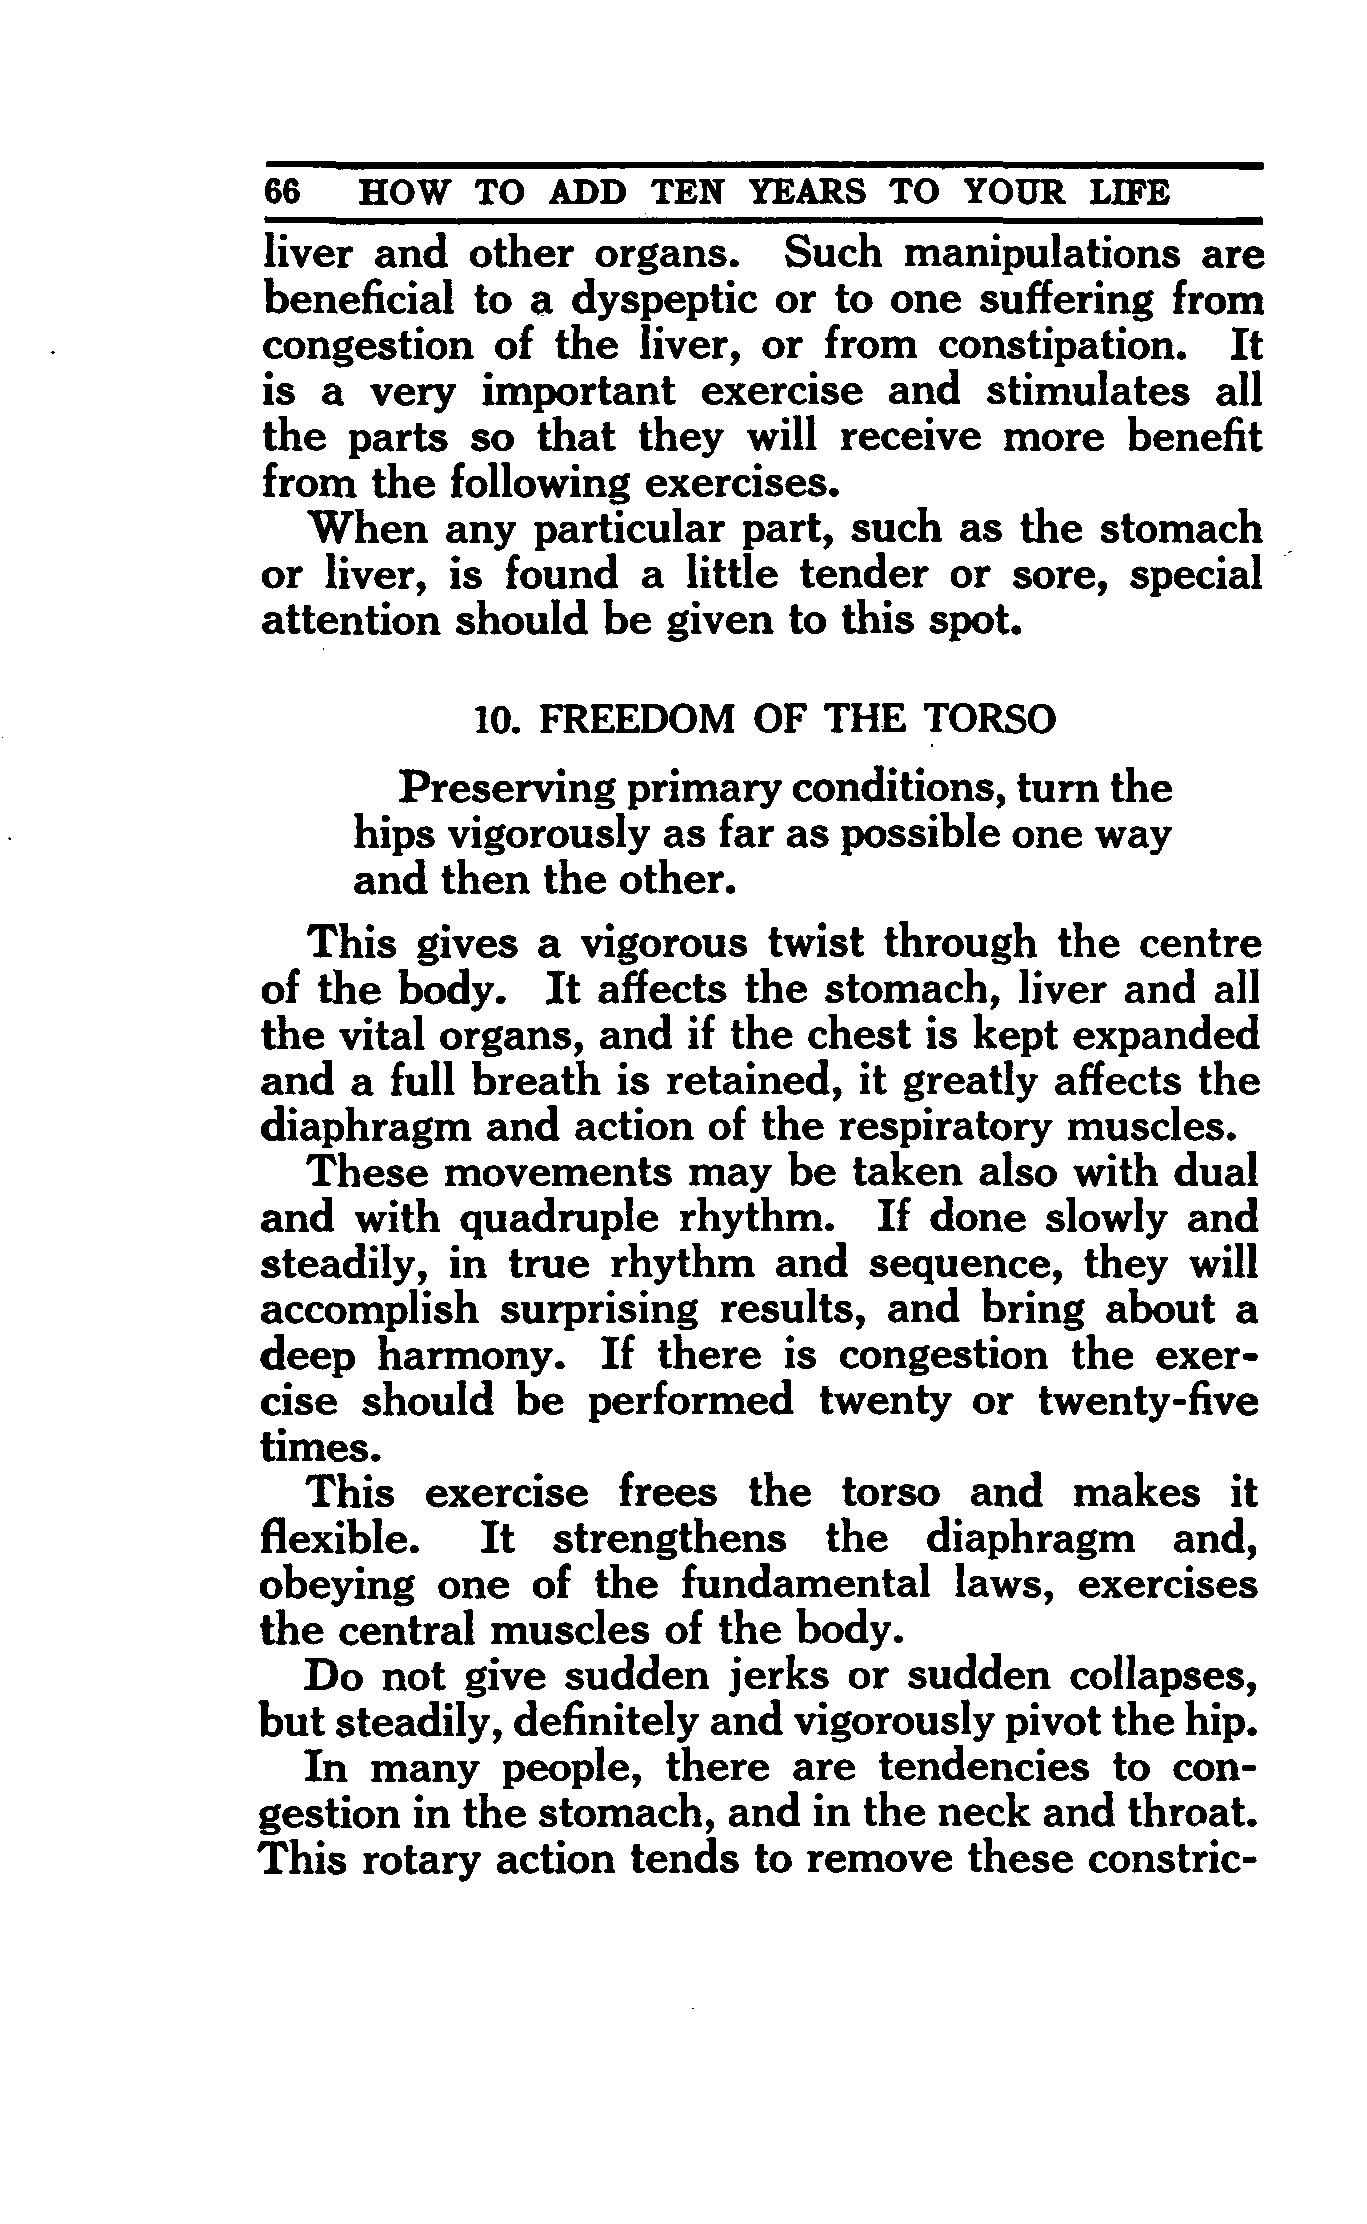 66 HOW TO ADD TEN YEARS TO YOUR LIFE
liver and other organs. Such manipulations are
beneficial to a dyspeptic or to one suffering from
congestion of the liver, or from constipation. It
is a very important exercise and stimulates all
the parts so that they will receive more benefit
from the following exercises.
When any particular part, such as the stomach
or liver, is found a little tender or sore, special
attention should be given to this spot.
10. FREEDOM OF THE TORSO
Preserving primary conditions, turn the
hips vigorously as far as possible one way
and then the other.
This gives a vigorous twist through the centre
of the body. It affects the stomach, liver and all
the vital organs, and if the chest is kept expanded
and a full breath is retained, it greatly affects the
diaphragm and action of the respiratory muscles.
These movements may be taken also with dual
and with quadruple rhythm. If done slowly and
steadily, in true rhythm and sequence, they will
accomplish surprising results, and bring about a
deep harmony. If there is congestion the exer-
cise should be performed twenty or twenty-five
times.
This exercise frees the torso and makes it
flexible. It strengthens the diaphragm and,
obeying one of the fundamental laws, exercises
the central muscles of the body.
Do not give sudden jerks or sudden collapses,
but steadily, definitely and vigorously pivot the hip.
In many people, there are tendencies to con-
gestion in the stomach, and in the neck and throat.
This rotary action tends to remove these constric-